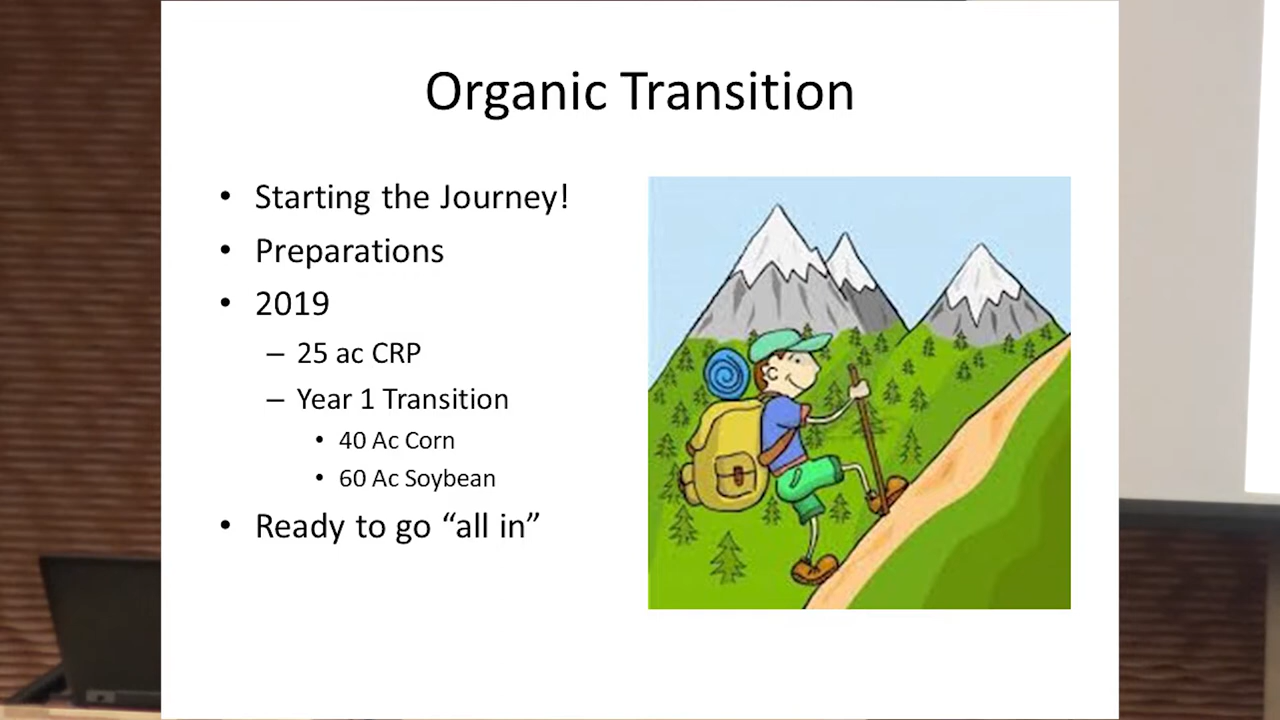 Organic Transition
• Starting the Journey!
• Preparations
• 2019
– 25 ac CRP
– Year 1 Transition
• 40 Ac Corn
• 60 Ac Soybean
• Ready to go “all in”